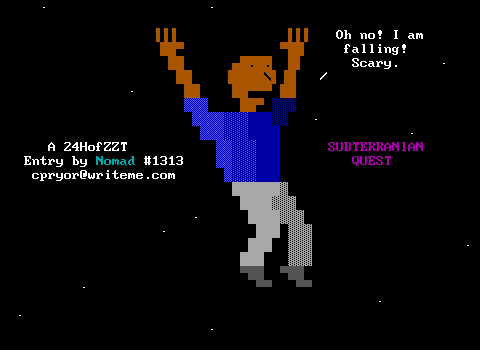 Oh no! I am
falling!
Scary.
A 24HofZZT
Entry by Nomad #1313
cpryor@writeme.com
SUBTERRANIAN
QUEST